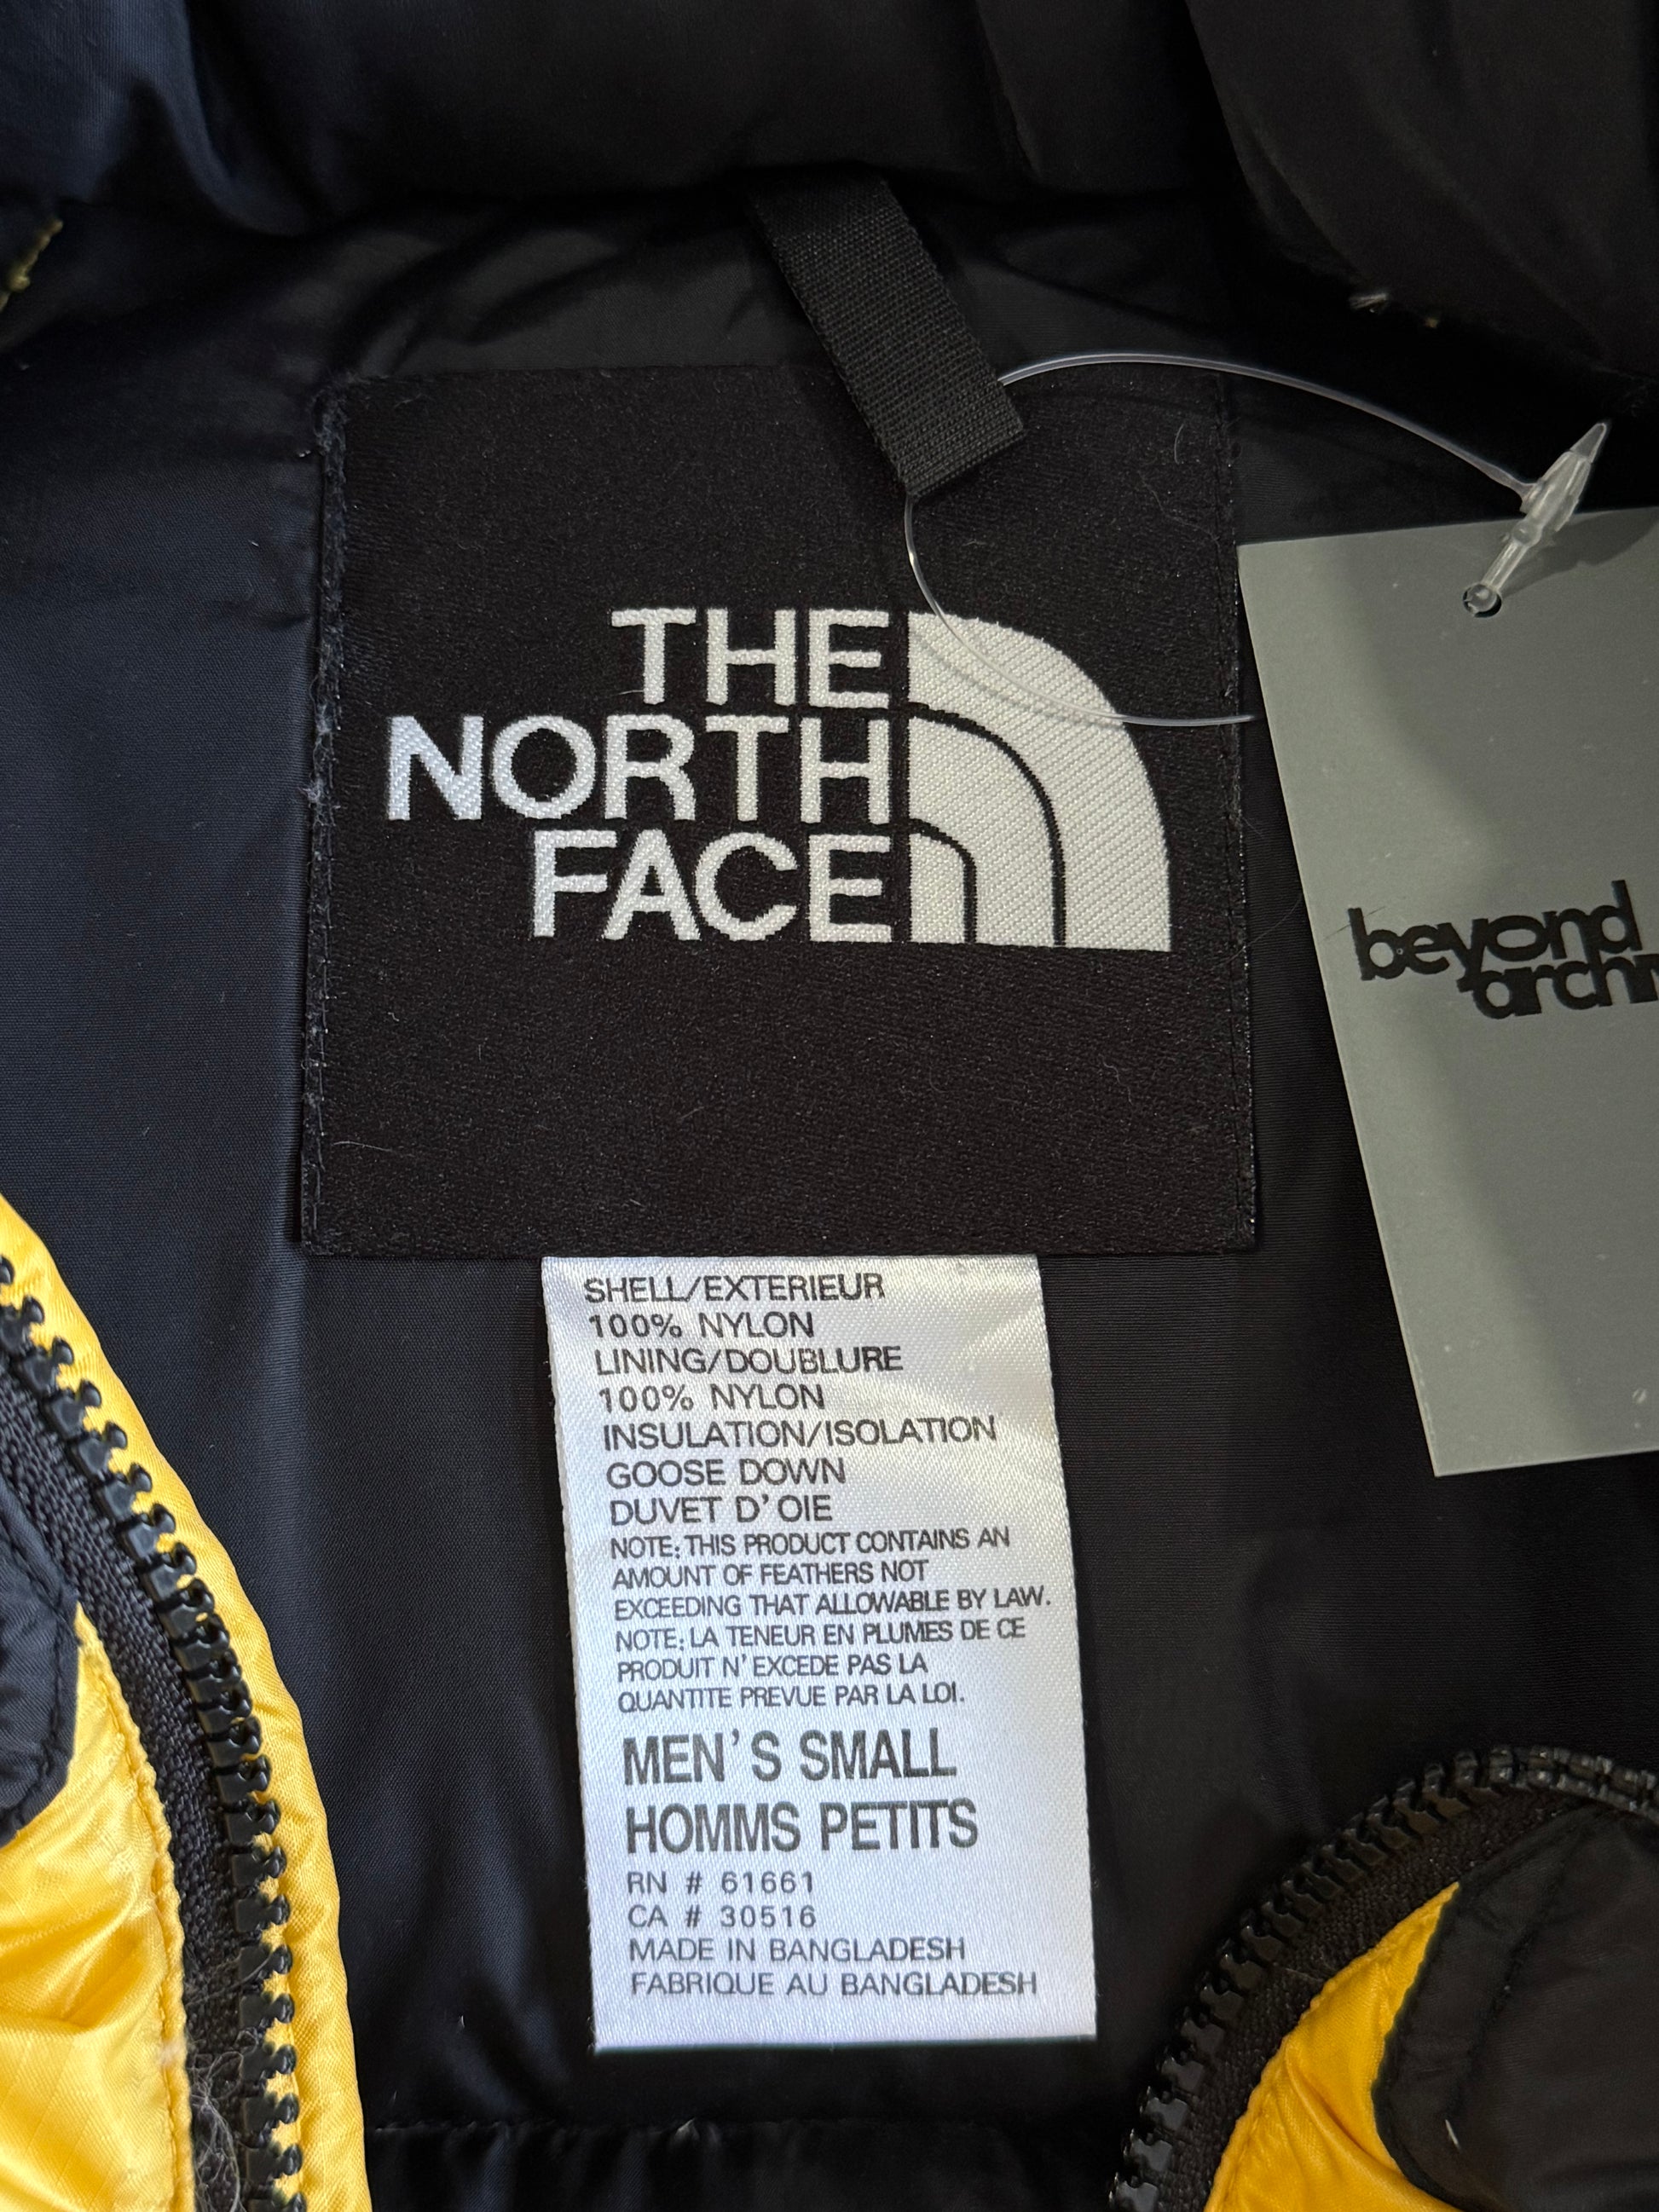 THE
NORTH
FACE
beyond
SHELL/EXTERIEUR
100% NYLON
LINING/DOUBLURE
100% NYLON
INSULATION/ISOLATION
GOOSE DOWN
DUVET D'OIE
NOTE: THIS PRODUCT CONTAINS AN
AMOUNT OF FEATHERS NOT
EXCEEDING THAT ALLOWABLE BY LAW.
NOTE: LA TENEUR EN PLUMES DE CE
PRODUIT N'EXCEDE PAS LA
QUANTITE PREVUE PAR LA LOI.
MEN'S SMALL
HOMMS PETITS
RN # 61661
CA # 30516
MADE IN BANGLADESH
FABRIQUE AU BANGLADESH